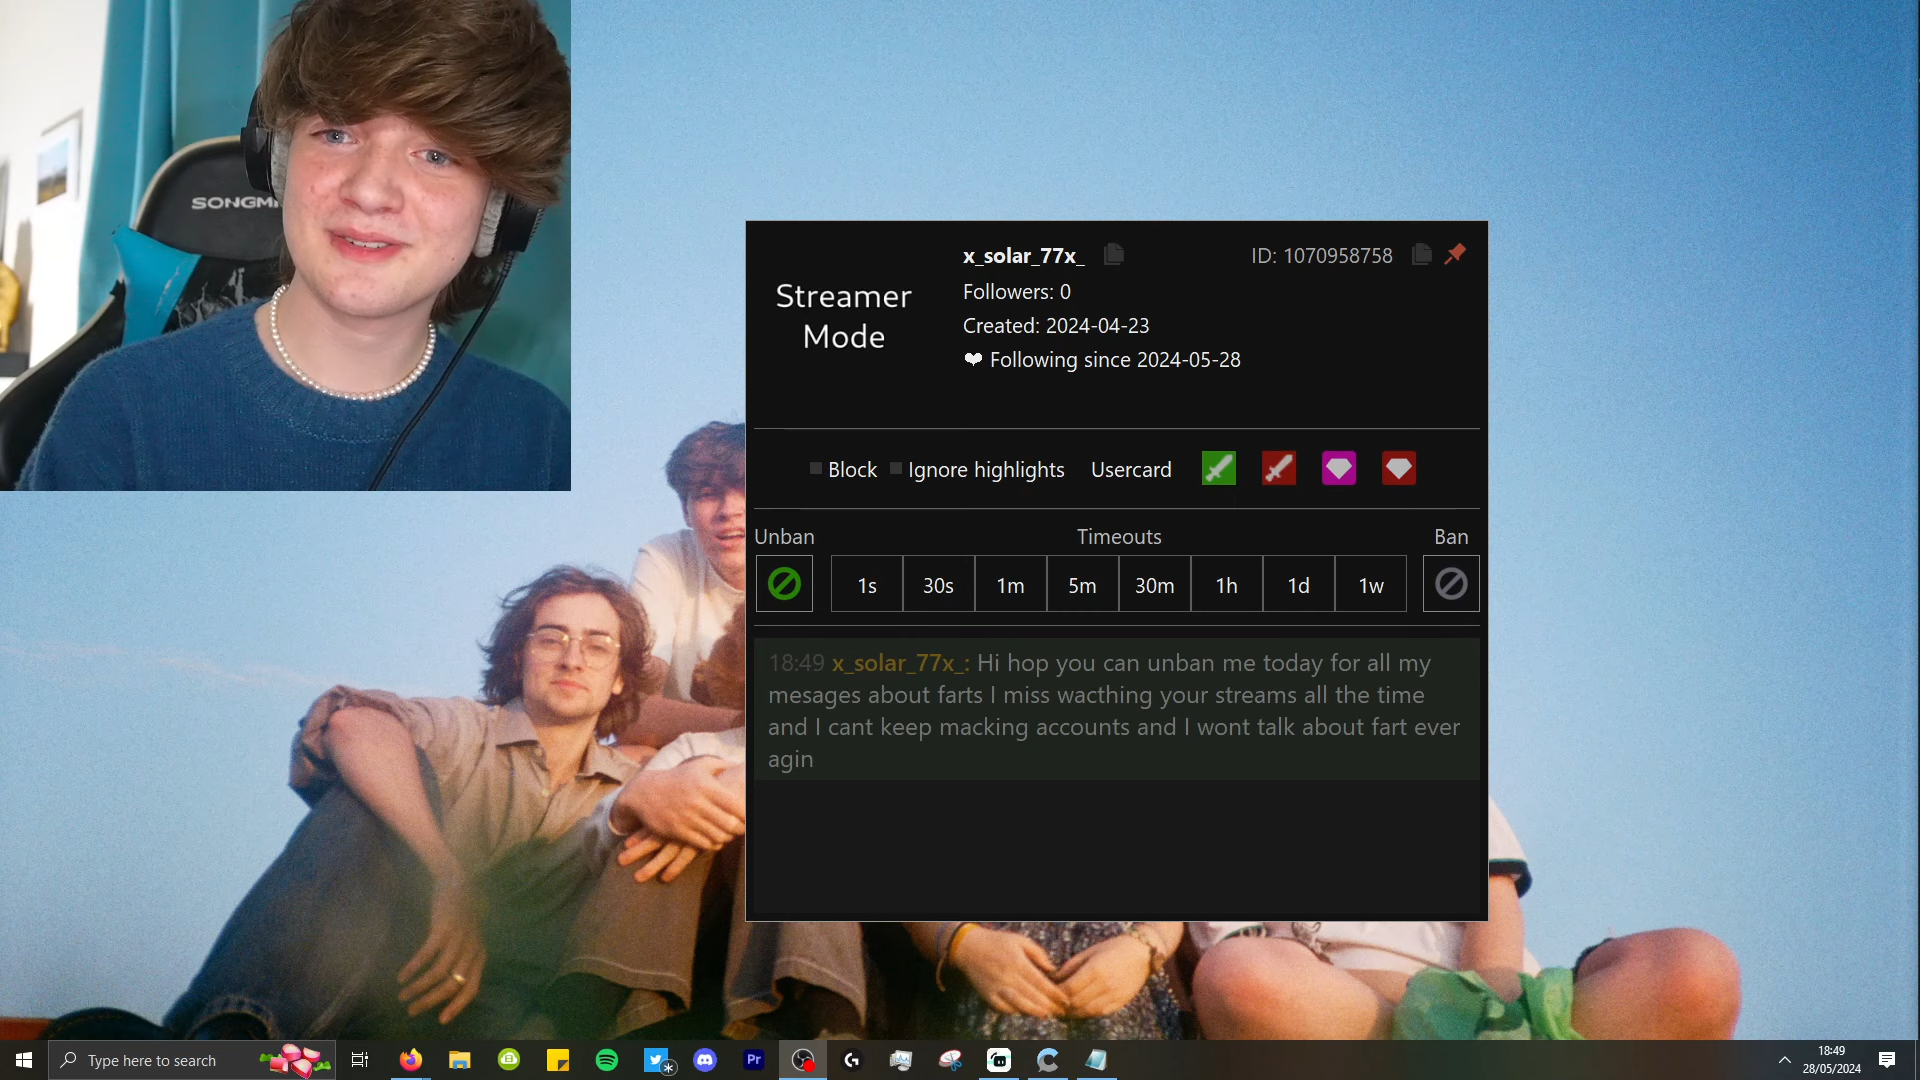 SONGMI
Streamer
Mode
x_solar_77x_
ID: 1070958758
Followers: 0
Created: 2024-04-23
Following since 2024-05-28
Block
Ignore highlights
Usercard
Unban
Timeouts
Ban
1s
30s
1m
5m
30m
1h
1d
1w
18:49 x_solar_77x_: Hi hop you can unban me today for all my
mesages about farts I miss wacthing your streams all the time
and I cant keep macking accounts and I wont talk about fart ever
agin
Type here to search
Pr
18:49
28/05/2024